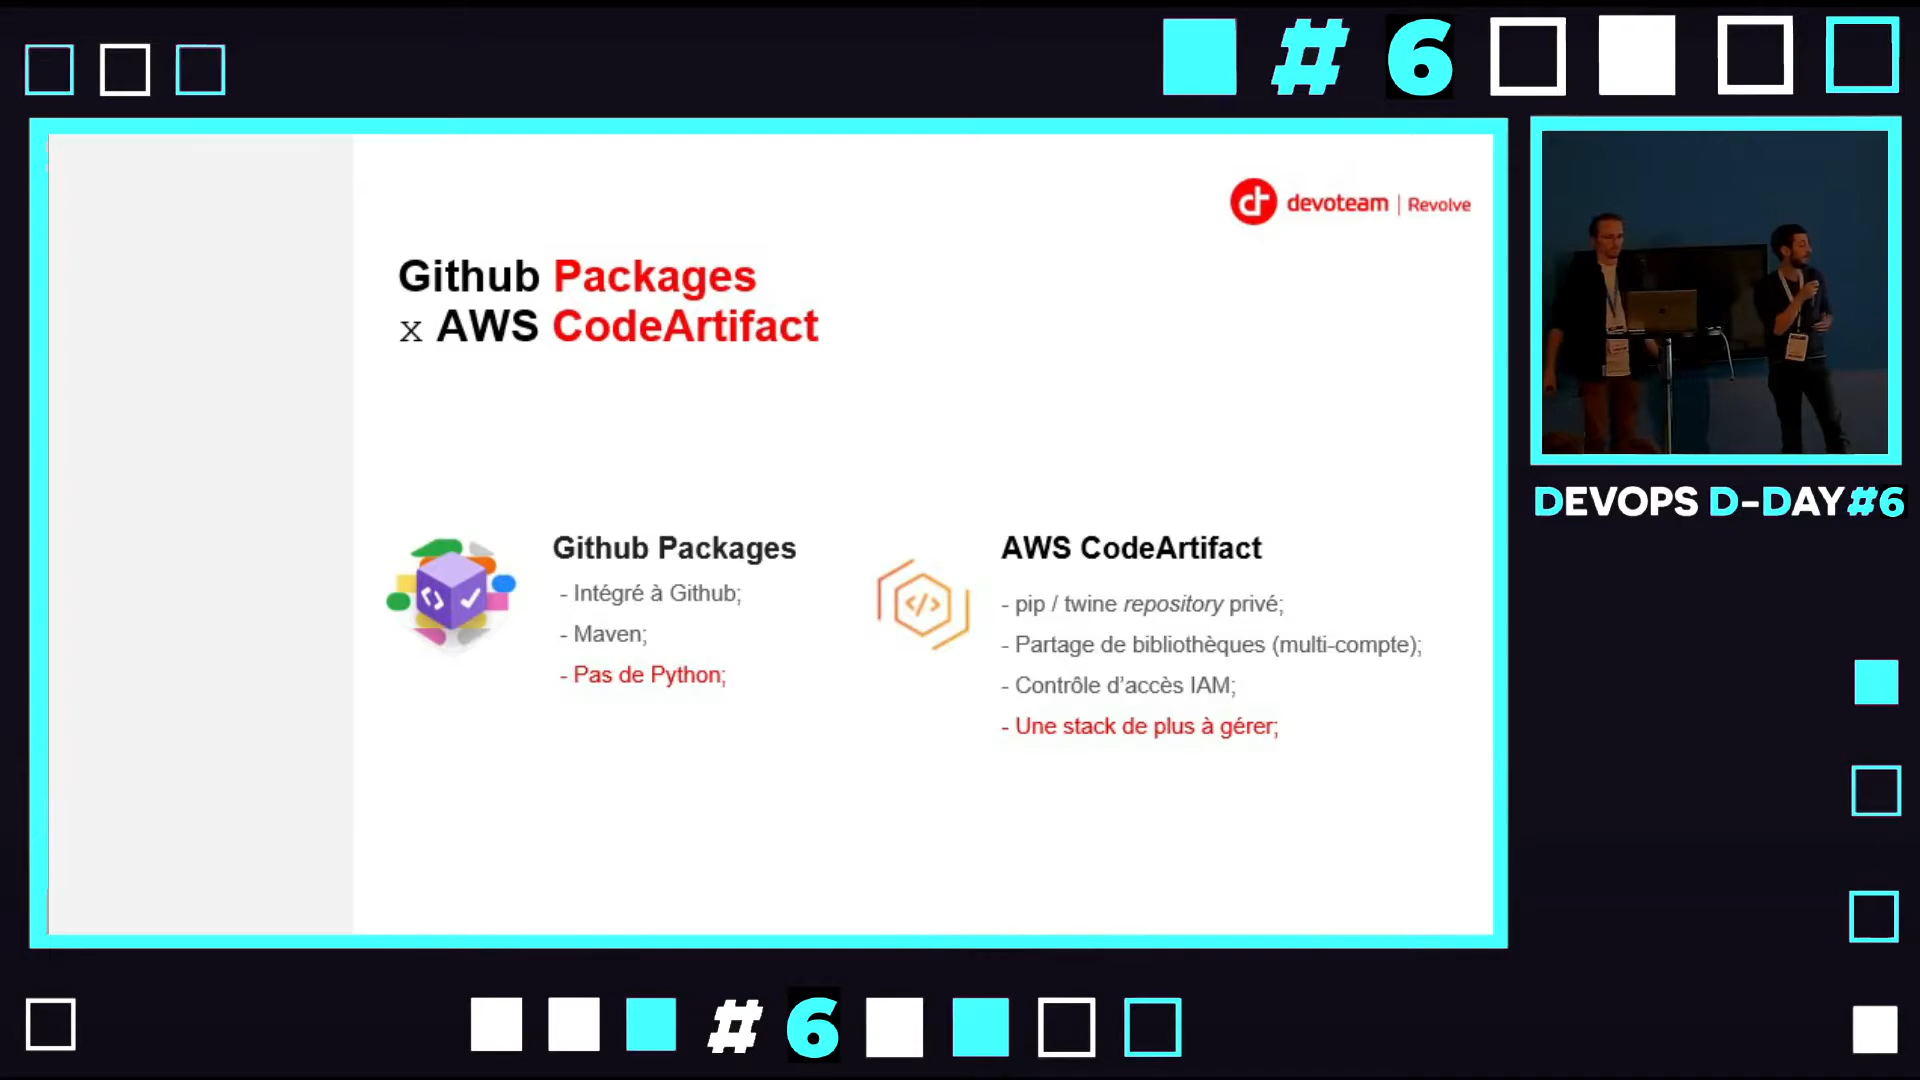 # 6
devoteam | Revolve
Github Packages
x AWS CodeArtifact
Github Packages
- Intégré à Github;
- Maven;
- Pas de Python;
AWS CodeArtifact
- pip / twine repository privé;
- Partage de bibliothèques (multi-compte);
- Contrôle d'accès IAM;
- Une stack de plus à gérer;
DEVOPS D-DAY#6
# 6